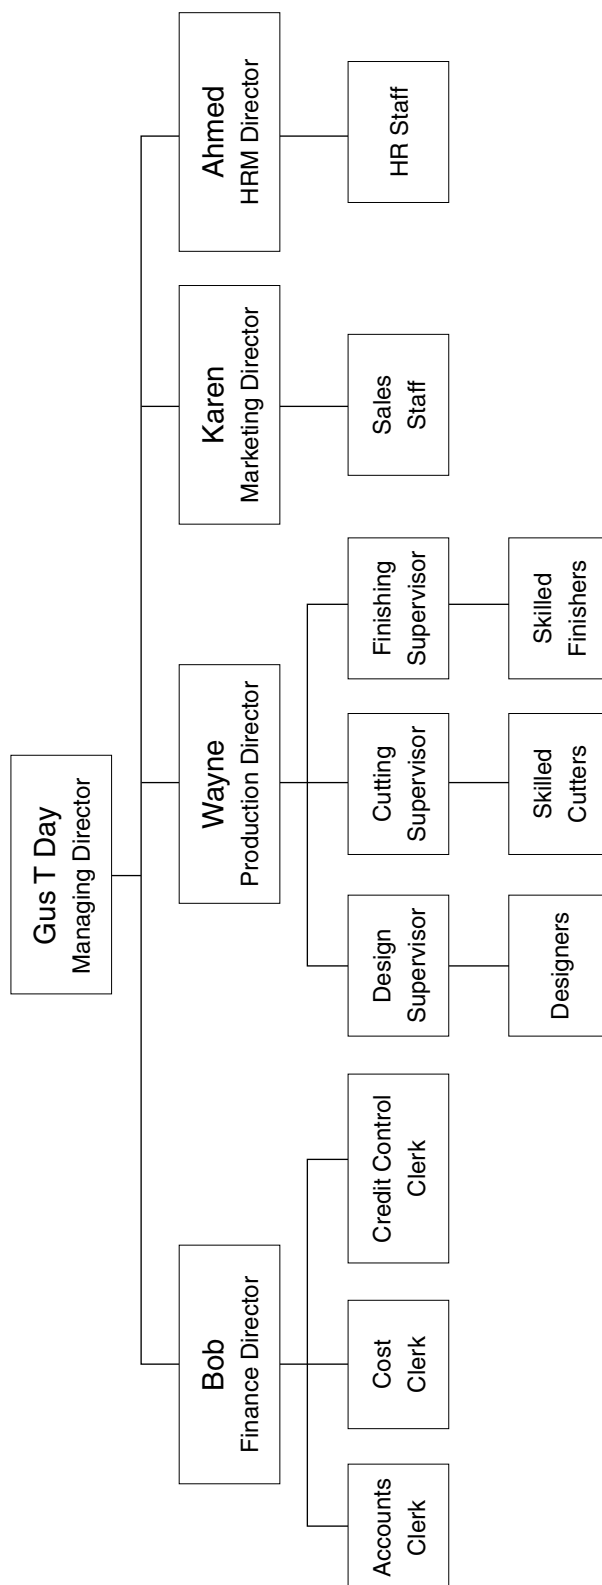 Gus T Day
Managing Director
Bob
Finance Director
Wayne
Production Director
Karen
Marketing Director
Ahmed
HRM Director
Accounts
Clerk
Cost
Clerk
Credit Control
Clerk
Design
Supervisor
Cutting
Supervisor
Finishing
Supervisor
Sales
Staff
HR Staff
Designers
Skilled
Cutters
Skilled
Finishers